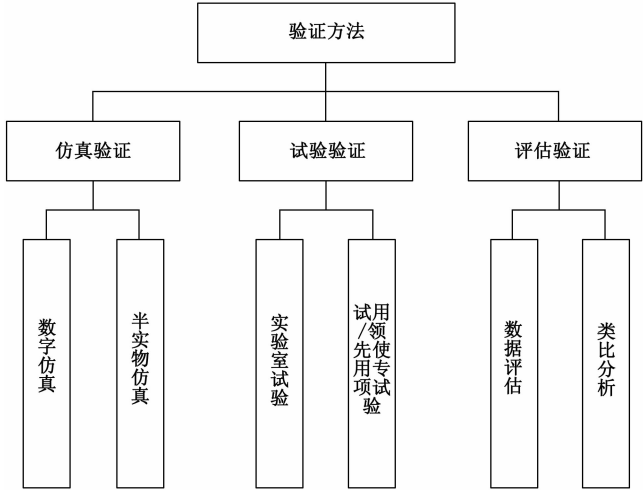 验证方法
仿真验证
试验验证
评估验证
数字仿真
半实物仿真
实验室试验
试用
/领
先使
用专
项试
验
数据评估
类比分析